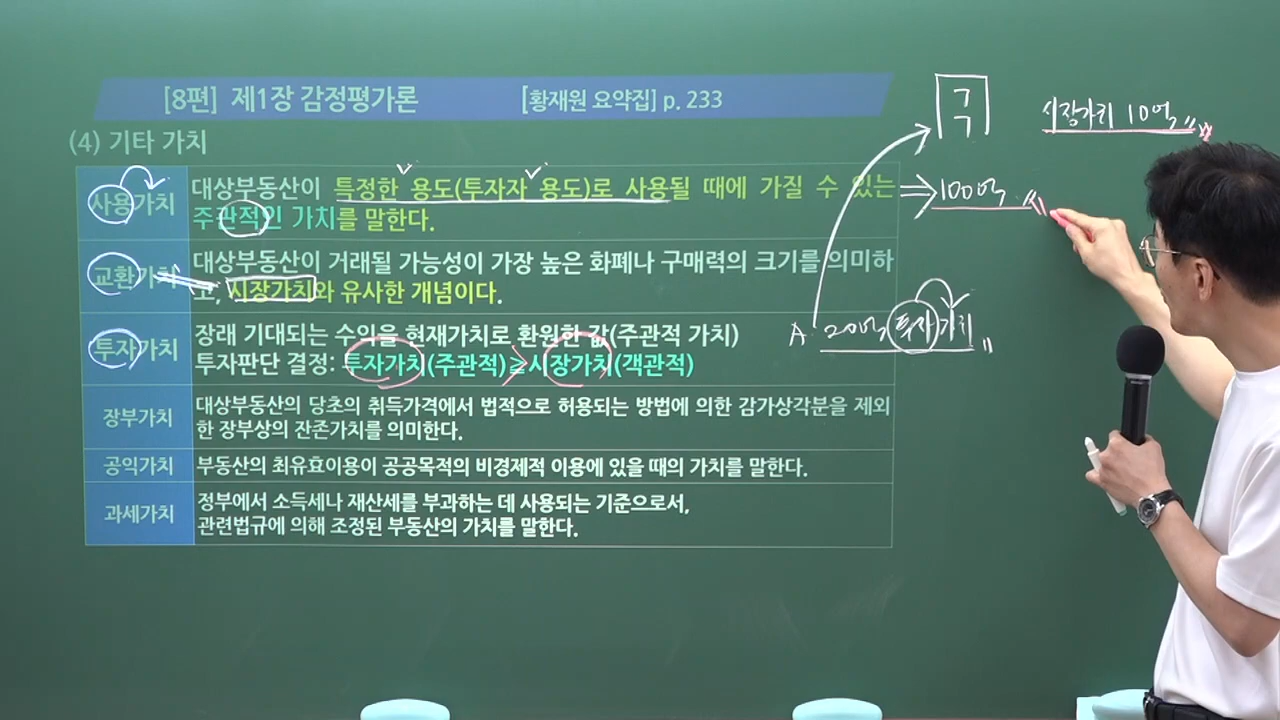 [8편] 제1장 감정평가론 [황재원 요약집] p. 233
(4) 기타 가치
사용가치
대상부동산이 특정한 용도(투자자 용도)로 사용될 때에 가질 수 있는
주관적인 가치를 말한다.
교환가치
대상부동산이 거래될 가능성이 가장 높은 화폐나 구매력의 크기를 의미하
고, 시장가치와 유사한 개념이다.
투자가치
장래 기대되는 수익을 현재가치로 환원한 값(주관적 가치)
투자판단 결정: 투자가치(주관적)≧시장가치(객관적)
장부가치
대상부동산의 당초의 취득가격에서 법적으로 허용되는 방법에 의한 감가상각분을 제외
한 장부상의 잔존가치를 의미한다.
공익가치
부동산의 최유효이용이 공공목적의 비경제적 이용에 있을 때의 가치를 말한다.
과세가치
정부에서 소득세나 재산세를 부과하는 데 사용되는 기준으로서,
관련법규에 의해 조정된 부동산의 가치를 말한다.
시장가치 10억
100억
A 200억 투자가치